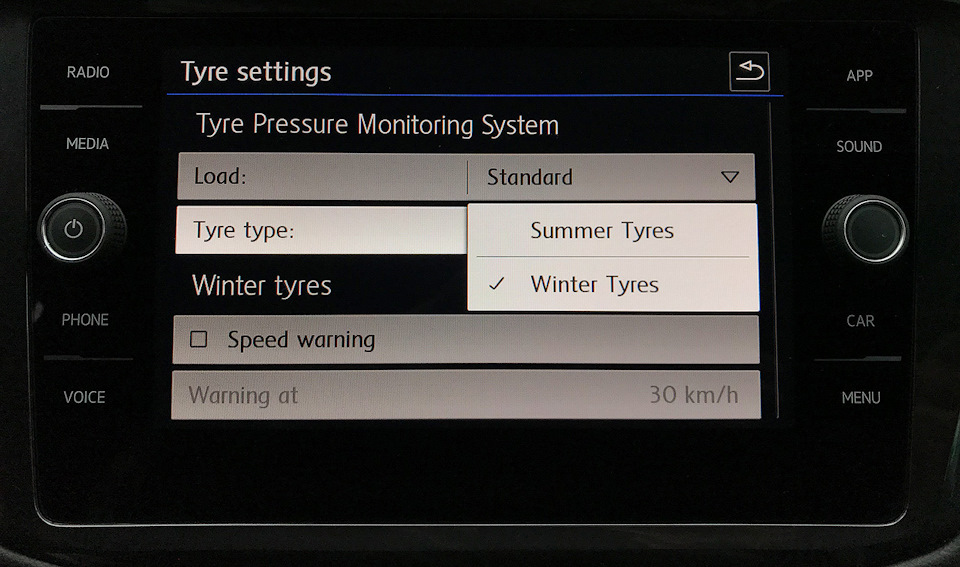 RADIO
MEDIA
PHONE
VOICE
Tyre settings
Tyre Pressure Monitoring System
Load: Standard
Tyre type: Summer Tyres
Winter Tyres
Winter tyres
Speed warning
Warning at 30 km/h
APP
SOUND
CAR
MENU